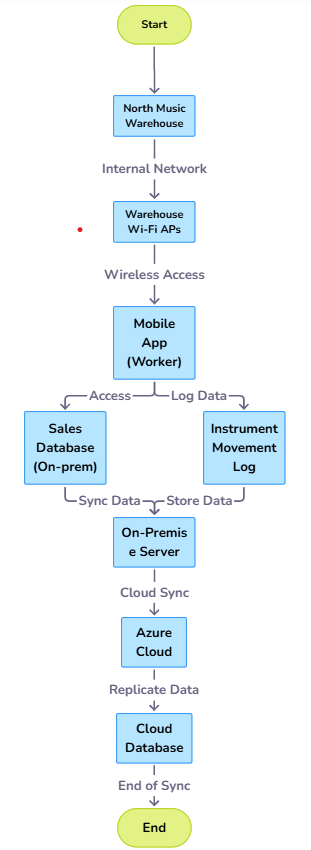 Start
North Music
Warehouse
Internal Network
Warehouse
Wi-Fi APs
Wireless Access
Mobile
App
(Worker)
Access
Log Data
Sales
Database
(On-prem)
Instrument
Movement
Log
Sync Data
Store Data
On-Premis
e Server
Cloud Sync
Azure
Cloud
Replicate Data
Cloud
Database
End of Sync
End